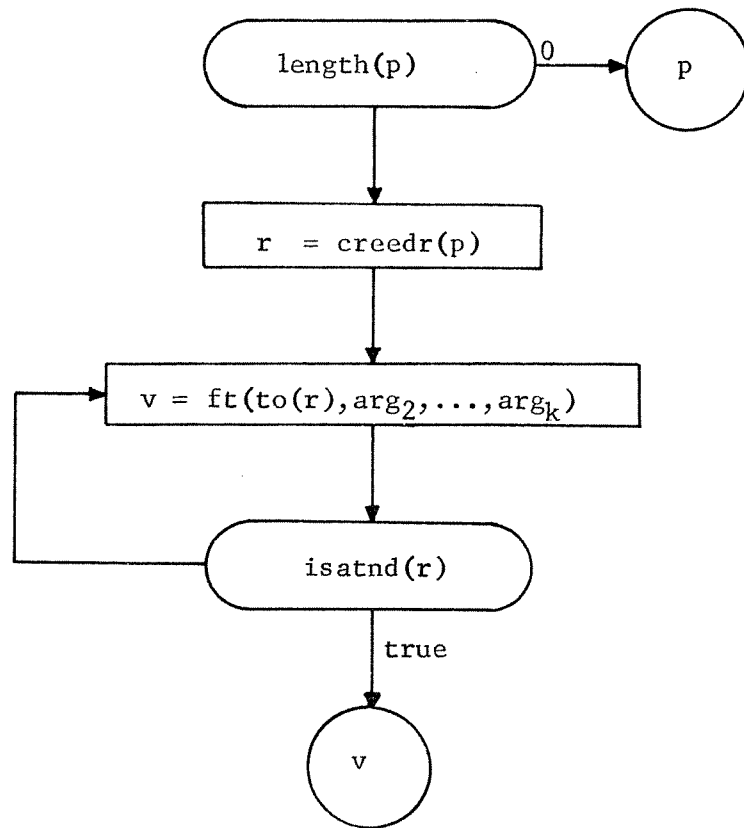 length(p)
0
p
r = creedr(p)
v = ft(to(r),arg2,...,argk)
isatnd(r)
true
v